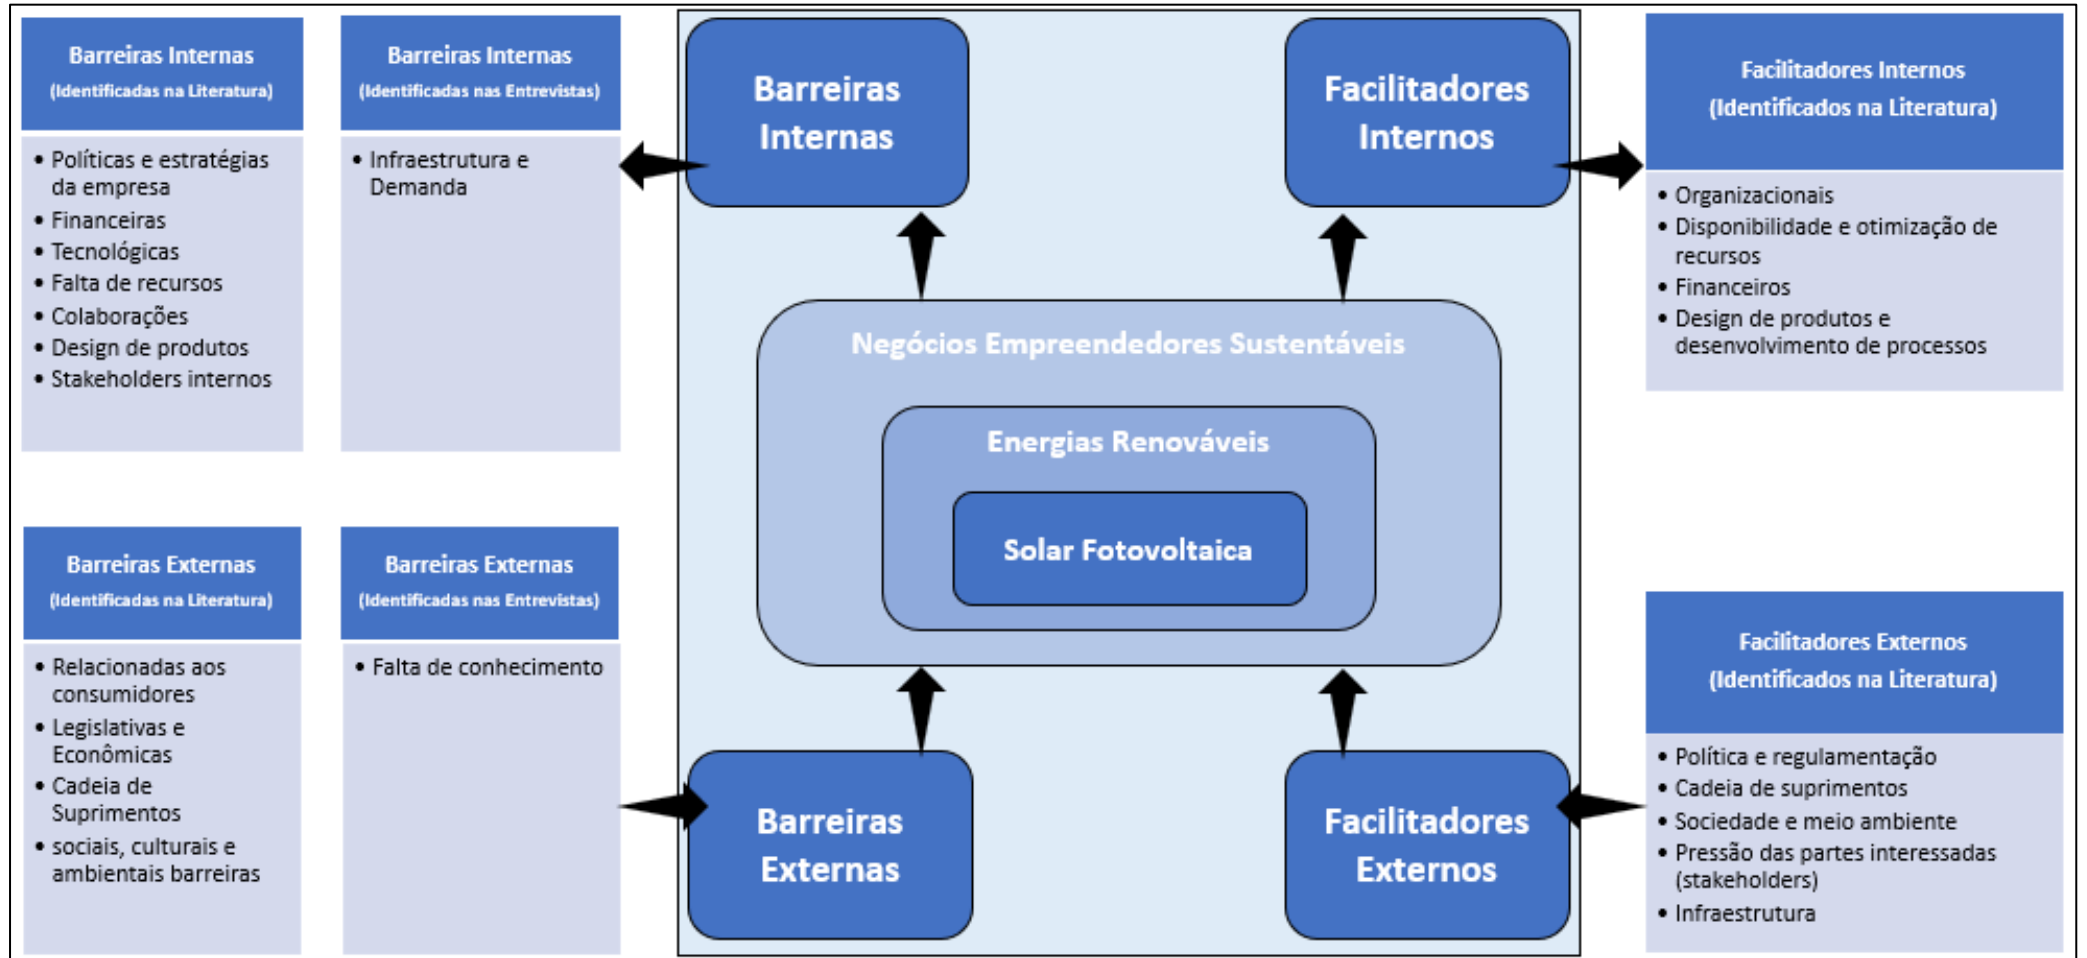 Barreiras Internas
(Identificadas na Literatura)
• Políticas e estratégias
da empresa
• Financeiras
• Tecnológicas
• Falta de recursos
• Colaborações
• Design de produtos
• Stakeholders internos
Barreiras Internas
(Identificadas nas Entrevistas)
• Infraestrutura e
Demanda
Barreiras
Internas
Facilitadores
Internos
Facilitadores Internos
(Identificados na Literatura)
• Organizacionais
• Disponibilidade e otimização de
recursos
• Financeiros
• Design de produtos e
desenvolvimento de processos
Negócios Empreendedores Sustentáveis
Energias Renováveis
Solar Fotovoltaica
Barreiras Externas
(Identificadas na Literatura)
• Relacionadas aos
consumidores
• Legislativas e
Econômicas
• Cadeia de
Suprimentos
• sociais, culturais e
ambientais barreiras
Barreiras Externas
(Identificadas nas Entrevistas)
• Falta de conhecimento
Barreiras
Externas
Facilitadores
Externos
Facilitadores Externos
(Identificados na Literatura)
• Política e regulamentação
• Cadeia de suprimentos
• Sociedade e meio ambiente
• Pressão das partes interessadas
(stakeholders)
• Infraestrutura